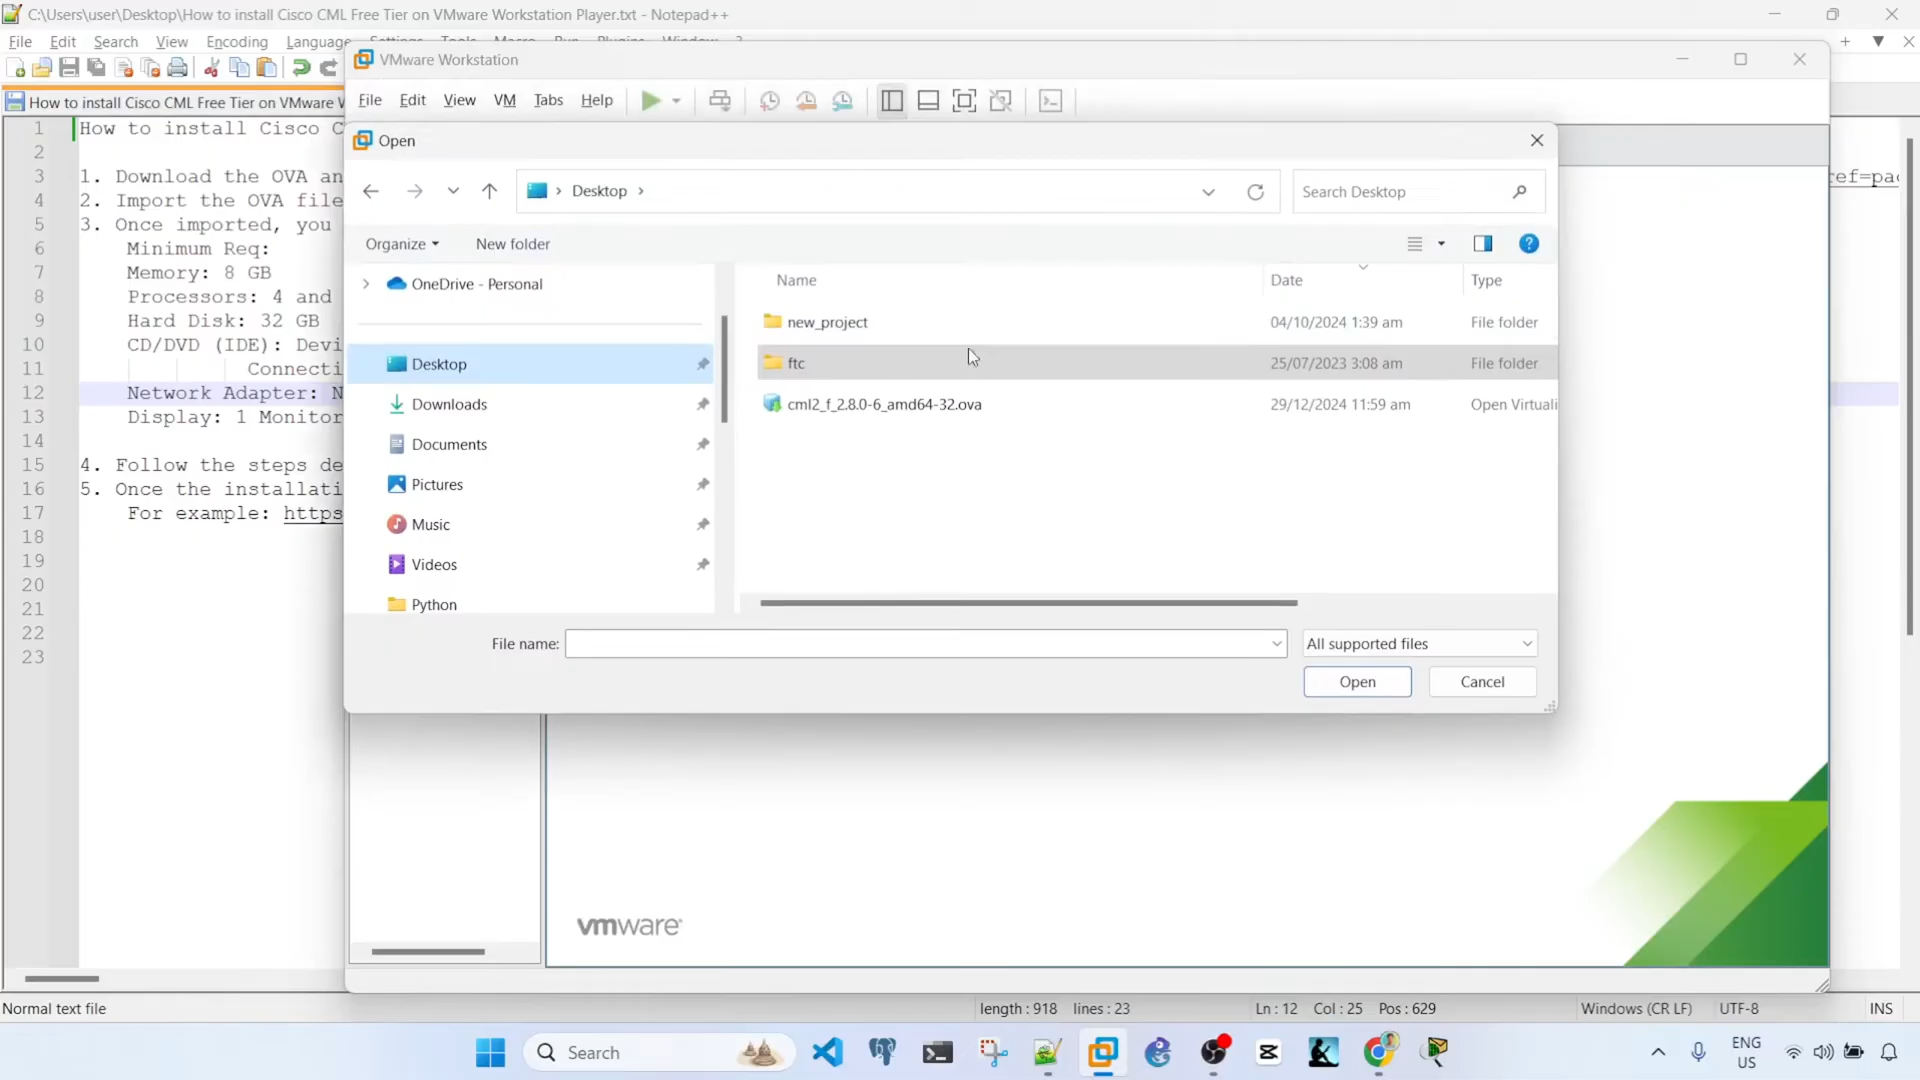 C:\Users\user\Desktop\How to install Cisco CML Free Tier on VMware Workstation Player.txt - Notepad++
File Edit Search View Encoding Language
How to install Cisco CML Free Tier on VMware W
1 How to install Cisco C
2
3 1. Download the OVA an
4 2. Import the OVA file
5 3. Once imported, you
6 Minimum Req:
7 Memory: 8 GB
8 Processors: 4 and
9 Hard Disk: 32 GB
10 CD/DVD (IDE): Devi
11 Connecti
12 Network Adapter: N
13 Display: 1 Monitor
14
15 4. Follow the steps de
16 5. Once the installati
17 For example: https
18
19
20
21
22
23
ref=pac
VMware Workstation
File Edit View VM Tabs Help
Open
Desktop
Search Desktop
Organize New folder
OneDrive - Personal
Desktop
Downloads
Documents
Pictures
Music
Videos
Python
Name Date Type
new_project 04/10/2024 1:39 am File folder
ftc 25/07/2023 3:08 am File folder
cml2_f_2.8.0-6_amd64-32.ova 29/12/2024 11:59 am Open Virtuali
File name: All supported files
Open Cancel
vmware
Normal text file length : 918 lines : 23 Ln : 12 Col : 25 Pos : 629 Windows (CR LF) UTF-8 INS
Search
ENG
US